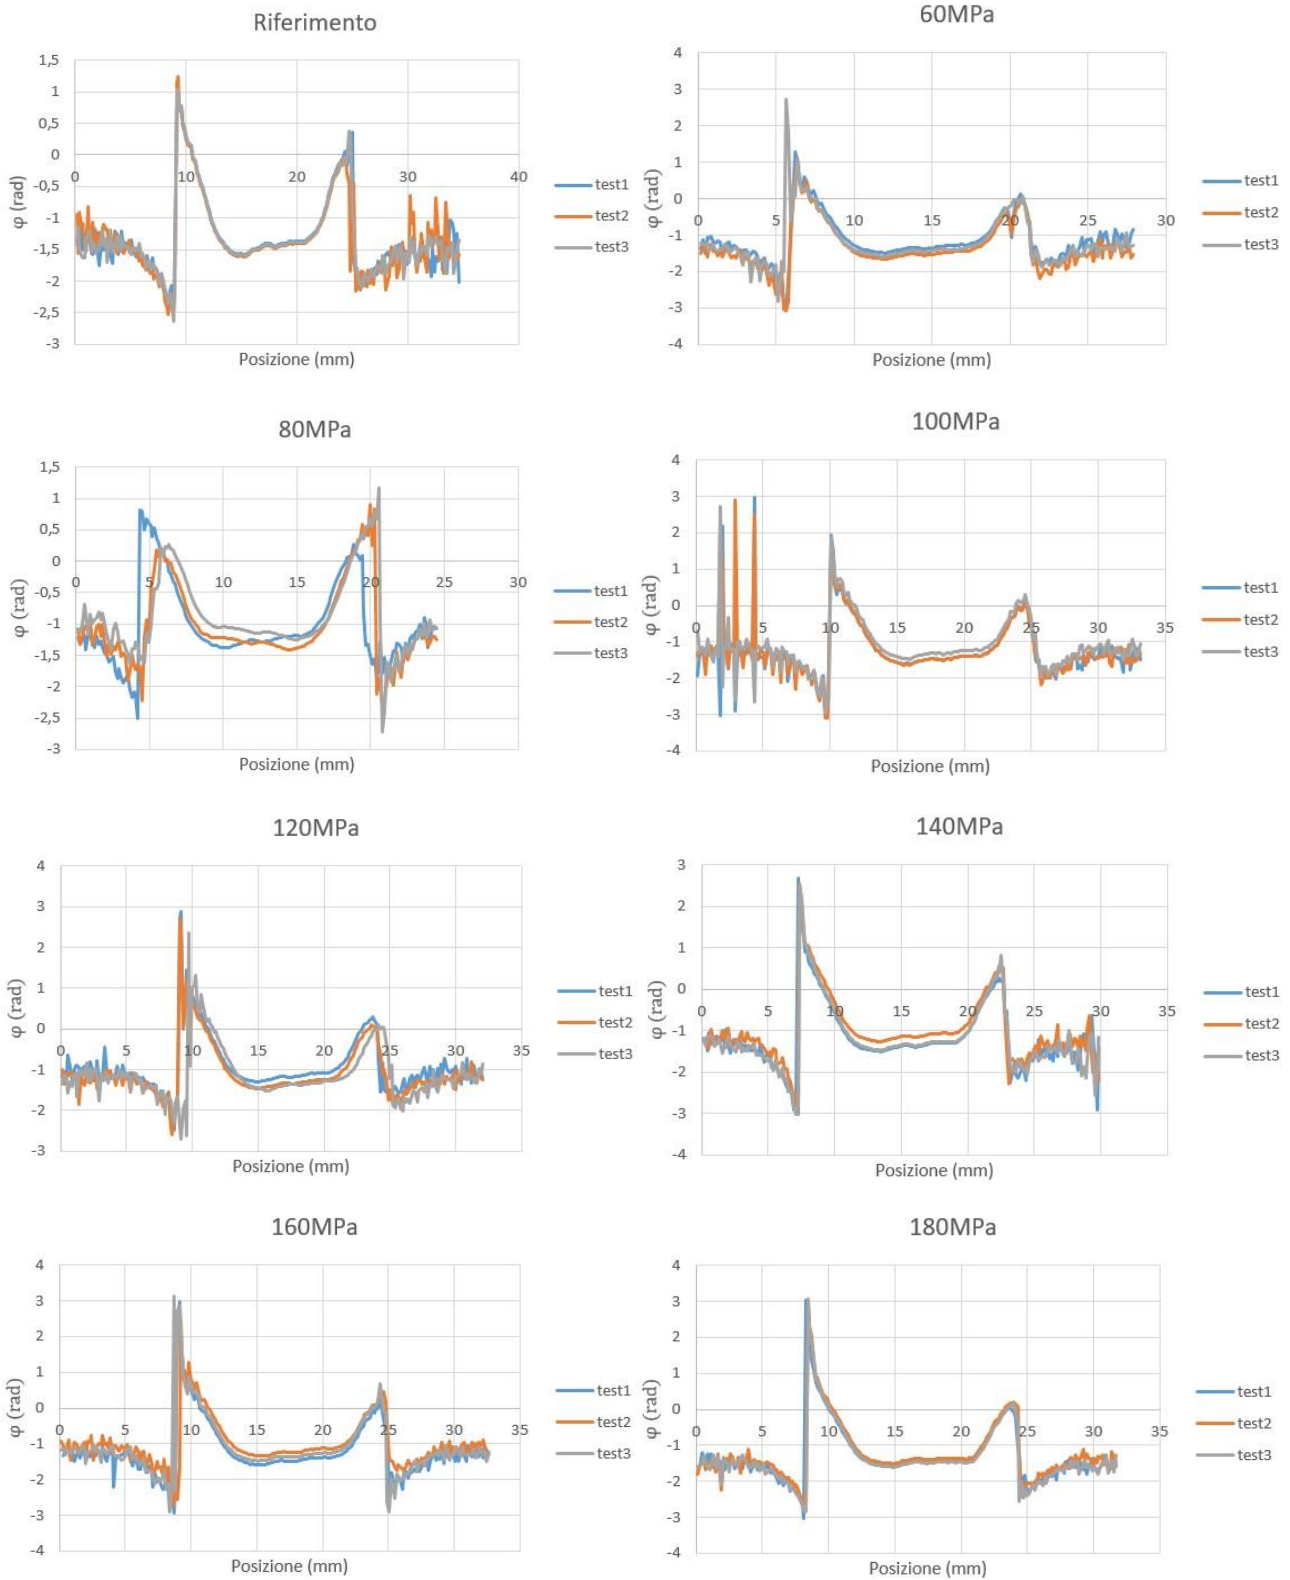 Riferimento
1,5
1
0,5
0
-0,5
-1
-1,5
-2
-2,5
-3
0
10
20
30
40
φ (rad)
Posizione (mm)
test1
test2
test3
60MPa
4
3
2
1
0
-1
-2
-3
-4
0
5
10
15
20
25
30
φ (rad)
Posizione (mm)
test1
test2
test3
80MPa
1,5
1
0,5
0
-0,5
-1
-1,5
-2
-2,5
-3
0
5
10
15
20
25
30
φ (rad)
Posizione (mm)
test1
test2
test3
100MPa
4
3
2
1
0
-1
-2
-3
-4
0
5
10
15
20
25
30
35
φ (rad)
Posizione (mm)
test1
test2
test3
120MPa
4
3
2
1
0
-1
-2
-3
0
5
10
15
20
25
30
35
φ (rad)
Posizione (mm)
test1
test2
test3
140MPa
3
2
1
0
-1
-2
-3
-4
0
5
10
15
20
25
30
35
φ (rad)
Posizione (mm)
test1
test2
test3
160MPa
4
3
2
1
0
-1
-2
-3
-4
0
5
10
15
20
25
30
35
φ (rad)
Posizione (mm)
test1
test2
test3
180MPa
4
3
2
1
0
-1
-2
-3
-4
0
5
10
15
20
25
30
35
φ (rad)
Posizione (mm)
test1
test2
test3